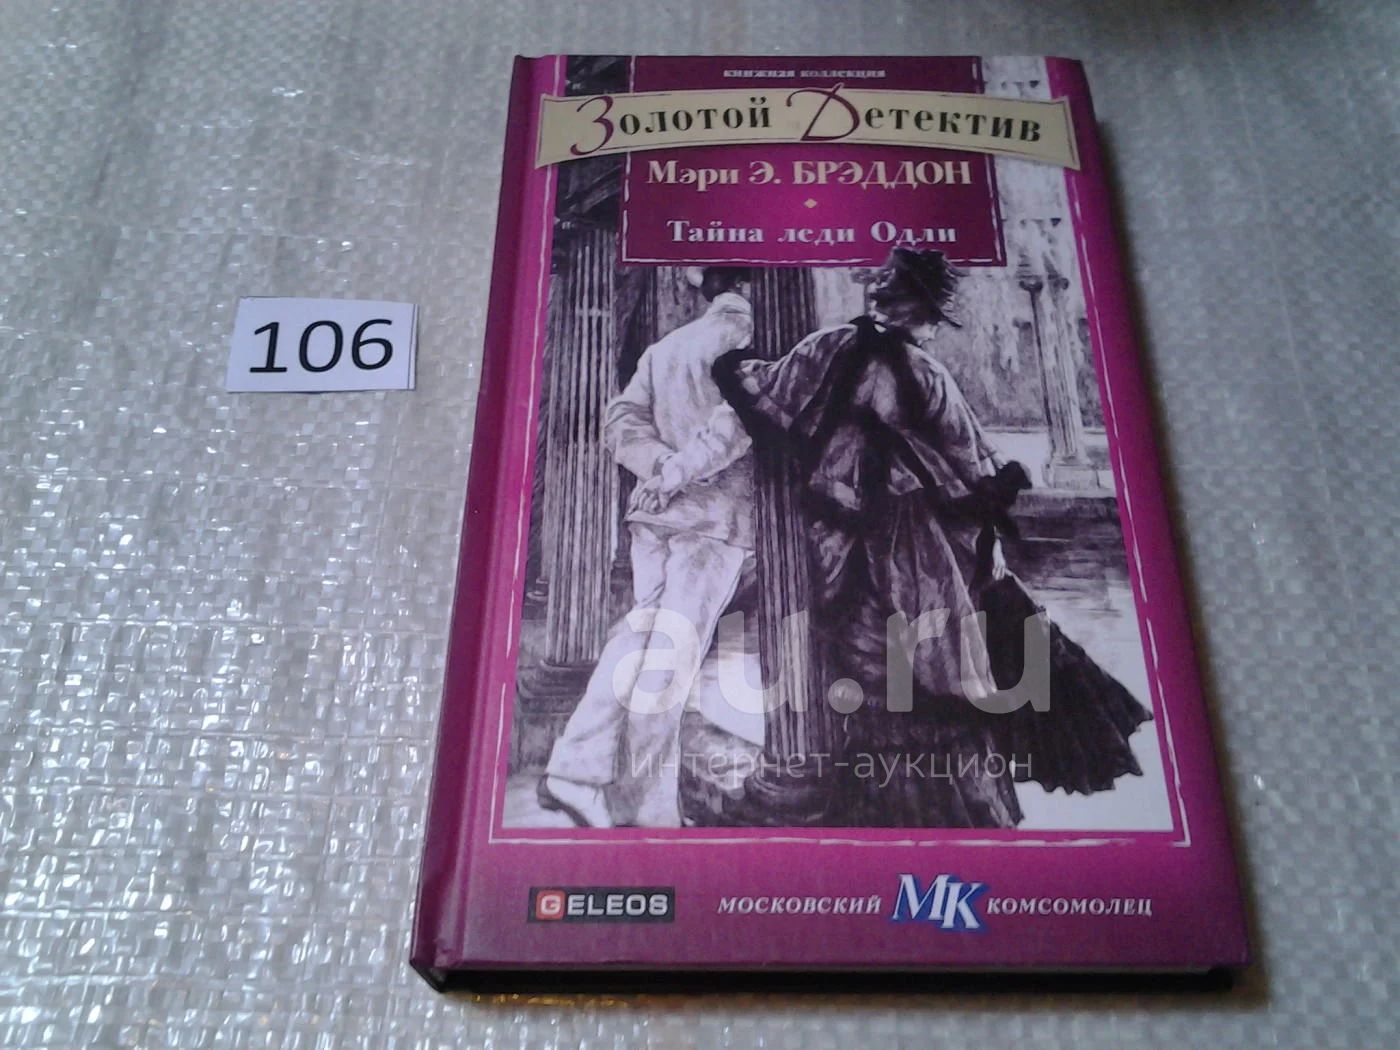 книжная коллекция
Золотой Детектив
Мэри Э. БРЭДДОН
Тайна леди Одли
106
au.ru
интернет-аукцион
GELEOS
МОСКОВСКИЙ МК КОМСОМОЛЕЦ